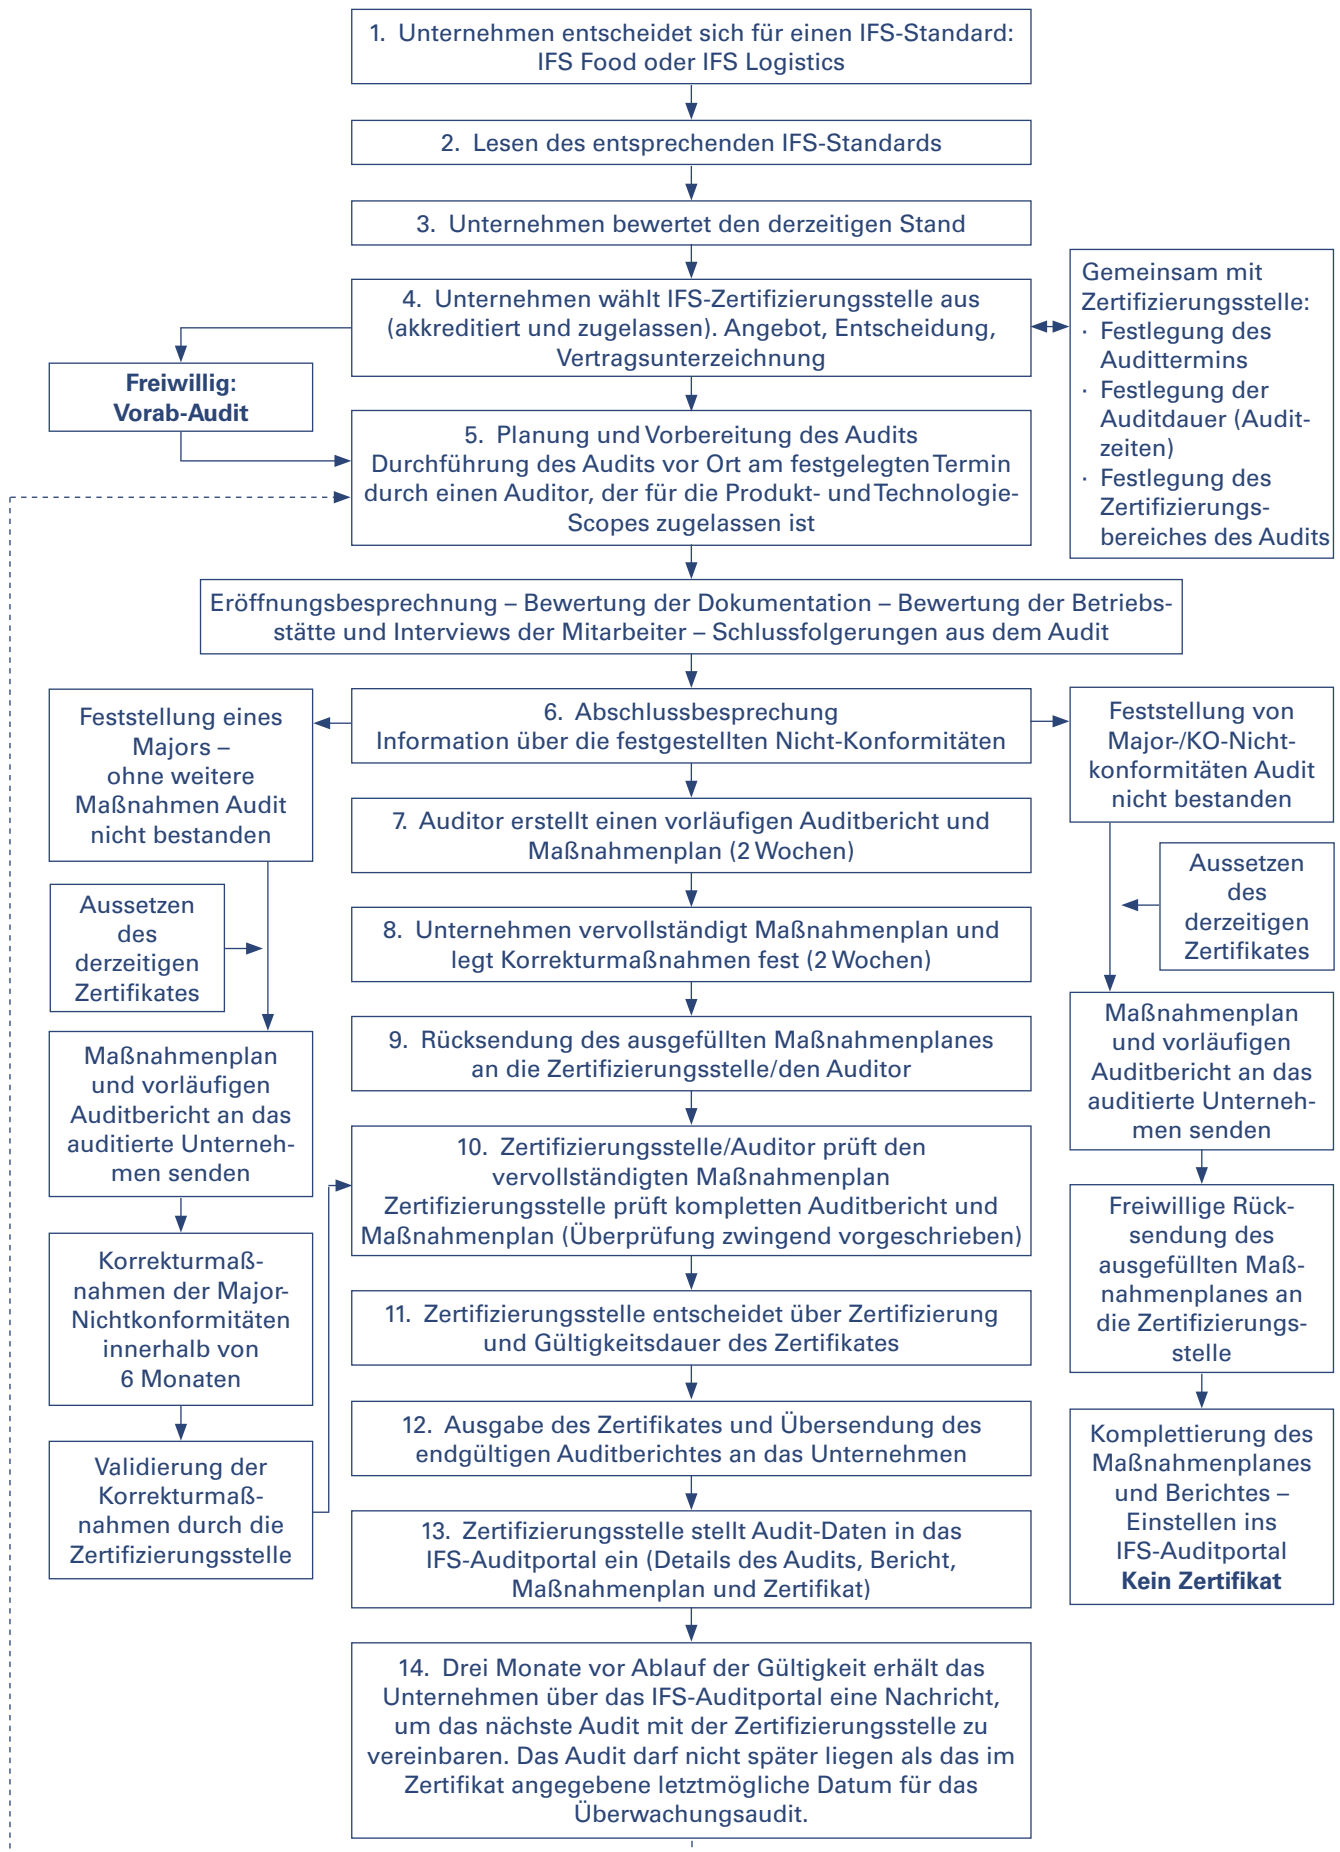 1. Unternehmen entscheidet sich für einen IFS-Standard:
IFS Food oder IFS Logistics
2. Lesen des entsprechenden IFS-Standards
3. Unternehmen bewertet den derzeitigen Stand
4. Unternehmen wählt IFS-Zertifizierungsstelle aus
(akkreditiert und zugelassen). Angebot, Entscheidung,
Vertragsunterzeichnung
Gemeinsam mit
Zertifizierungsstelle:
· Festlegung des
Audittermins
· Festlegung der
Auditdauer (Audit-
zeiten)
· Festlegung des
Zertifizierungs-
bereiches des Audits
Freiwillig:
Vorab-Audit
5. Planung und Vorbereitung des Audits
Durchführung des Audits vor Ort am festgelegten Termin
durch einen Auditor, der für die Produkt- und Technologie-
Scopes zugelassen ist
Eröffnungsbesprechnung – Bewertung der Dokumentation – Bewertung der Betriebs-
stätte und Interviews der Mitarbeiter – Schlussfolgerungen aus dem Audit
6. Abschlussbesprechung
Information über die festgestellten Nicht-Konformitäten
Feststellung eines
Majors –
ohne weitere
Maßnahmen Audit
nicht bestanden
Aussetzen
des
derzeitigen
Zertifikates
Maßnahmenplan
und vorläufigen
Auditbericht an das
auditierte Unterneh-
men senden
Korrekturmaß-
nahmen der Major-
Nichtkonformitäten
innerhalb von
6 Monaten
Validierung der
Korrekturmaß-
nahmen durch die
Zertifizierungsstelle
7. Auditor erstellt einen vorläufigen Auditbericht und
Maßnahmenplan (2 Wochen)
8. Unternehmen vervollständigt Maßnahmenplan und
legt Korrekturmaßnahmen fest (2 Wochen)
9. Rücksendung des ausgefüllten Maßnahmenplanes
an die Zertifizierungsstelle/den Auditor
10. Zertifizierungsstelle/Auditor prüft den
vervollständigten Maßnahmenplan
Zertifizierungsstelle prüft kompletten Auditbericht und
Maßnahmenplan (Überprüfung zwingend vorgeschrieben)
11. Zertifizierungsstelle entscheidet über Zertifizierung
und Gültigkeitsdauer des Zertifikates
12. Ausgabe des Zertifikates und Übersendung des
endgültigen Auditberichtes an das Unternehmen
13. Zertifizierungsstelle stellt Audit-Daten in das
IFS-Auditportal ein (Details des Audits, Bericht,
Maßnahmenplan und Zertifikat)
14. Drei Monate vor Ablauf der Gültigkeit erhält das
Unternehmen über das IFS-Auditportal eine Nachricht,
um das nächste Audit mit der Zertifizierungsstelle zu
vereinbaren. Das Audit darf nicht später liegen als das im
Zertifikat angegebene letztmögliche Datum für das
Überwachungsaudit.
Feststellung von
Major-/KO-Nicht-
konformitäten Audit
nicht bestanden
Aussetzen
des
derzeitigen
Zertifikates
Maßnahmenplan
und vorläufigen
Auditbericht an das
auditierte Unterneh-
men senden
Freiwillige Rück-
sendung des
ausgefüllten Maß-
nahmenplanes an
die Zertifizierungs-
stelle
Komplettierung des
Maßnahmenplanes
und Berichtes –
Einstellen ins
IFS-Auditportal
Kein Zertifikat